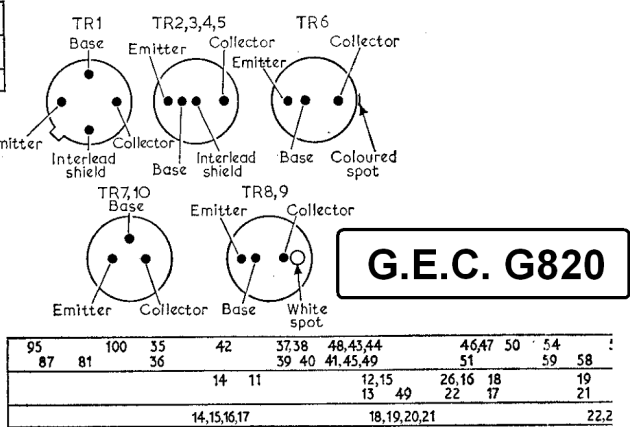 TR1 TR2,3,4,5 TR6
Base Emitter Collector Emitter Collector
mitter Interlead shield Collector Base Interlead shield Base Coloured spot
TR7,10 TR8,9
Base Emitter Collector
Emitter Collector Base White spot
G.E.C. G820
95 100 35 42 37,38 48,43,44 46,47 50 54
87 81 36 39 40 41,45,49 51 59 58
14 11 12,15 26,16 18 19
13 49 22 17 21
14,15,16,17 18,19,20,21 22,2